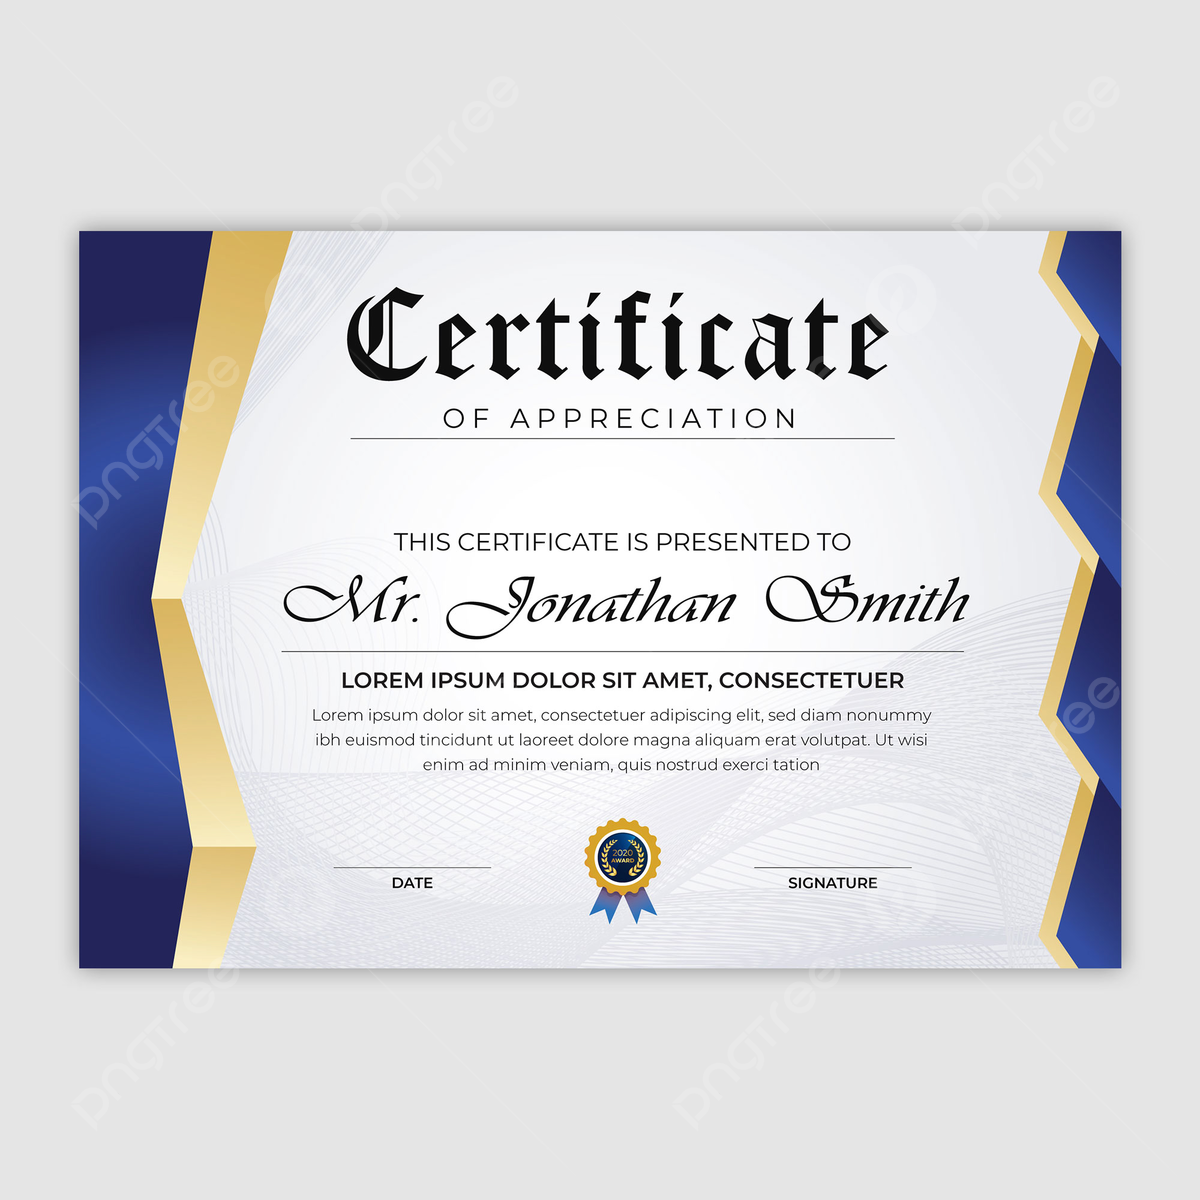 Certificate
OF APPRECIATION
THIS CERTIFICATE IS PRESENTED TO
Mr. Jonathan Smith
LOREM IPSUM DOLOR SIT AMET, CONSECTETUER
Lorem ipsum dolor sit amet, consectetuer adipiscing elit, sed diam nonummy
ibh euismod tincidunt ut laoreet dolore magna aliquam erat volutpat. Ut wisi
enim ad minim veniam, quis nostrud exerci tation
2020
AWARD
DATE
SIGNATURE
pngtree
pngtree
pngtree
pngtree
pngtree